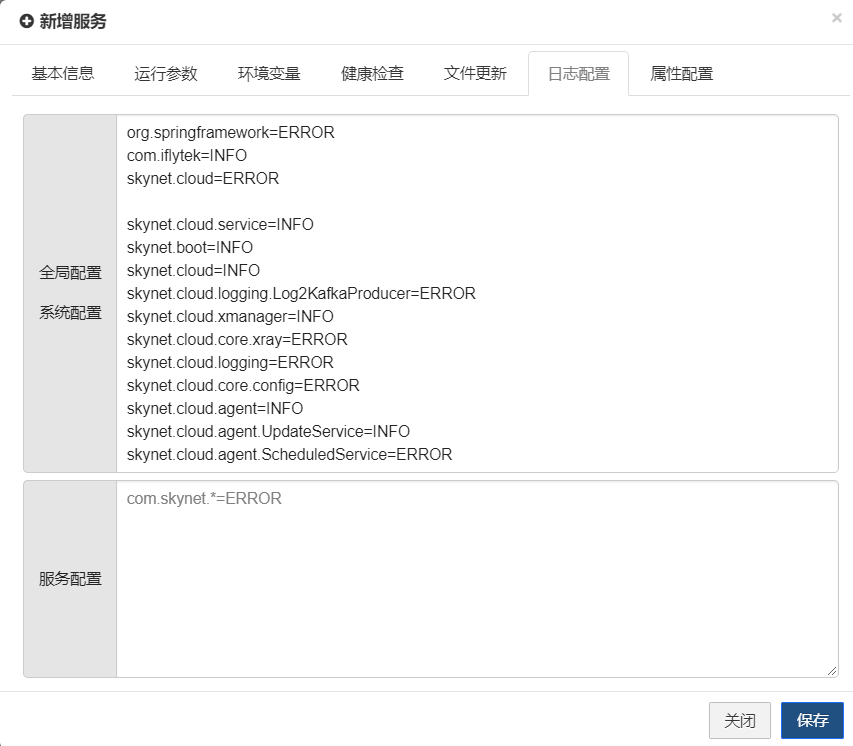 新增服务
×
基本信息 运行参数 环境变量 健康检查 文件更新 日志配置 属性配置
全局配置
系统配置
org.springframework=ERROR
com.iflytek=INFO
skynet.cloud=ERROR
skynet.cloud.service=INFO
skynet.boot=INFO
skynet.cloud=INFO
skynet.cloud.logging.Log2KafkaProducer=ERROR
skynet.cloud.xmanager=INFO
skynet.cloud.core.xray=ERROR
skynet.cloud.logging=ERROR
skynet.cloud.core.config=ERROR
skynet.cloud.agent=INFO
skynet.cloud.agent.UpdateService=INFO
skynet.cloud.agent.ScheduledService=ERROR
服务配置
com.skynet.*=ERROR
关闭 保存